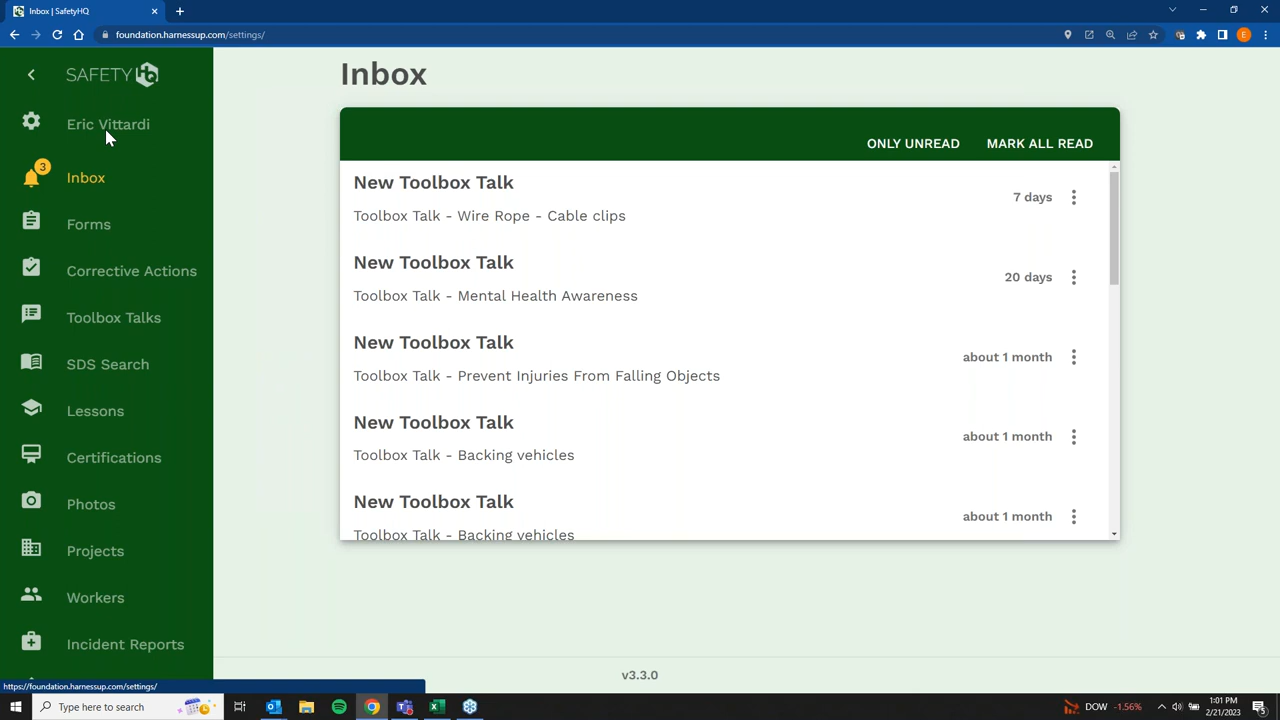 Inbox | SafetyHQ
foundation.harnessup.com/settings/
E
SAFETY HQ
Eric Vittardi
3
Inbox
Forms
Corrective Actions
Toolbox Talks
SDS Search
Lessons
Certifications
Photos
Projects
Workers
Incident Reports
https://foundation.harnessup.com/settings/
Inbox
ONLY UNREAD MARK ALL READ
New Toolbox Talk
7 days
Toolbox Talk - Wire Rope - Cable clips
New Toolbox Talk
20 days
Toolbox Talk - Mental Health Awareness
New Toolbox Talk
about 1 month
Toolbox Talk - Prevent Injuries From Falling Objects
New Toolbox Talk
about 1 month
Toolbox Talk - Backing vehicles
New Toolbox Talk
about 1 month
Toolbox Talk - Backing vehicles
v3.3.0
Type here to search
DOW -1.56%
1:01 PM
2/21/2023
5